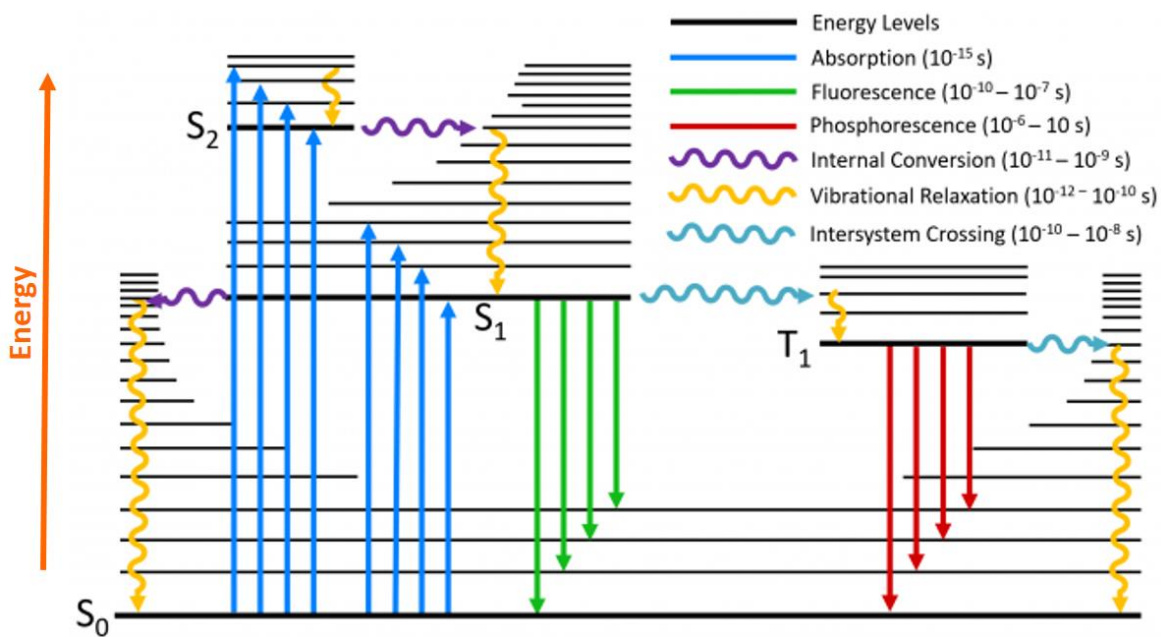 Energy Levels
Absorption (10⁻¹⁵ s)
Fluorescence (10⁻¹⁰ – 10⁻⁷ s)
Phosphorescence (10⁻⁶ – 10 s)
Internal Conversion (10⁻¹¹ – 10⁻⁹ s)
Vibrational Relaxation (10⁻¹² ⁻ 10⁻¹⁰ s)
Intersystem Crossing (10⁻¹⁰ – 10⁻⁸ s)
S₂
Energy
S₁
T₁
S₀